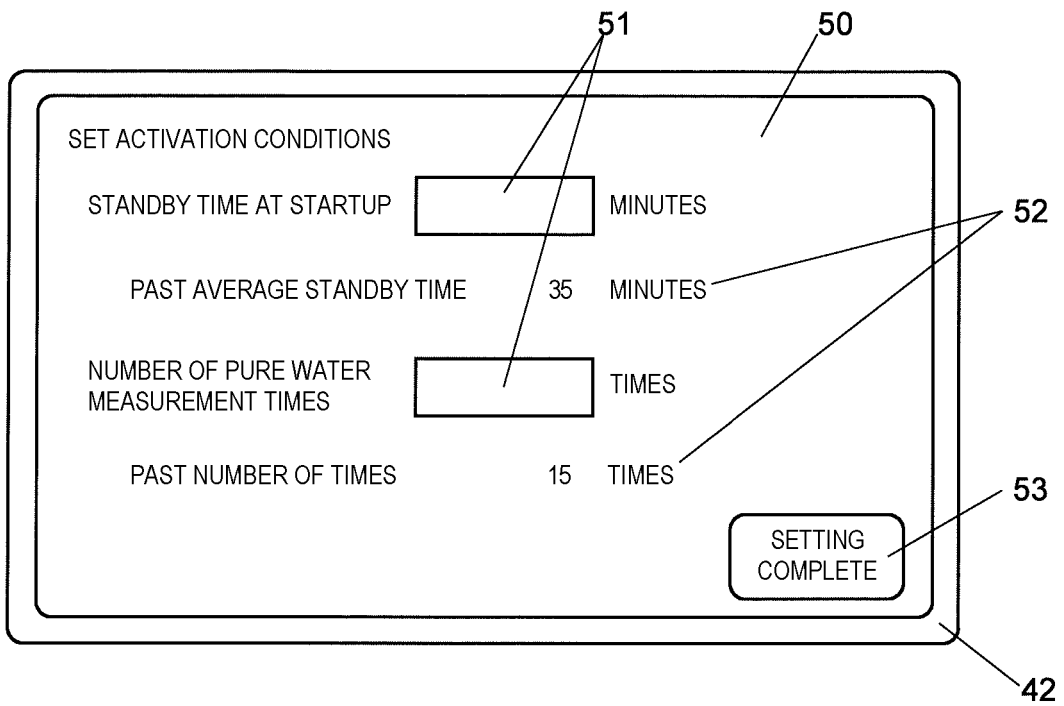 51
50
SET ACTIVATION CONDITIONS
STANDBY TIME AT STARTUP MINUTES
52
PAST AVERAGE STANDBY TIME 35 MINUTES
NUMBER OF PURE WATER
MEASUREMENT TIMES
TIMES
PAST NUMBER OF TIMES 15 TIMES
53
SETTING
COMPLETE
42